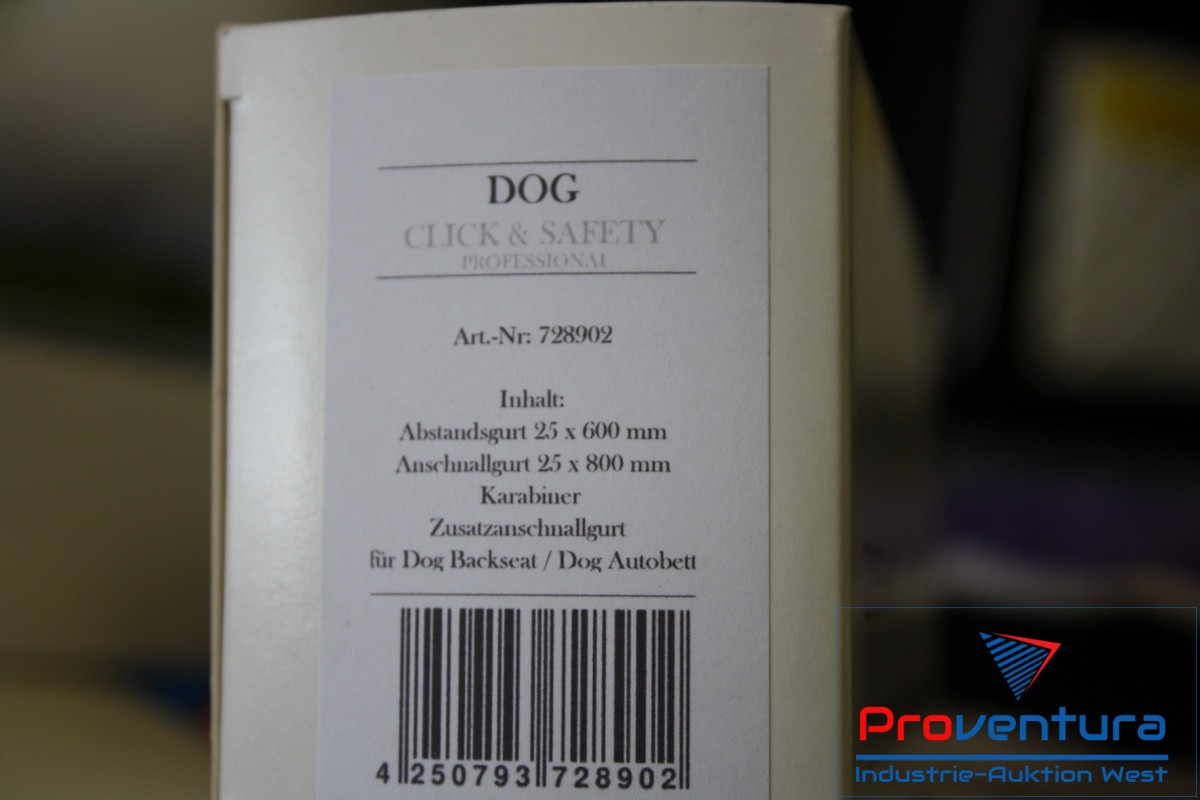 DOG
CLICK & SAFETY
PROFESSIONAL
Art.-Nr: 728902
Inhalt:
Abstandsgurt 25 x 600 mm
Anschnallgurt 25 x 800 mm
Karabiner
Zusatzanschnallgurt
für Dog Backseat / Dog Autobett
4 250793 728902
Proventura
Industrie-Auktion West